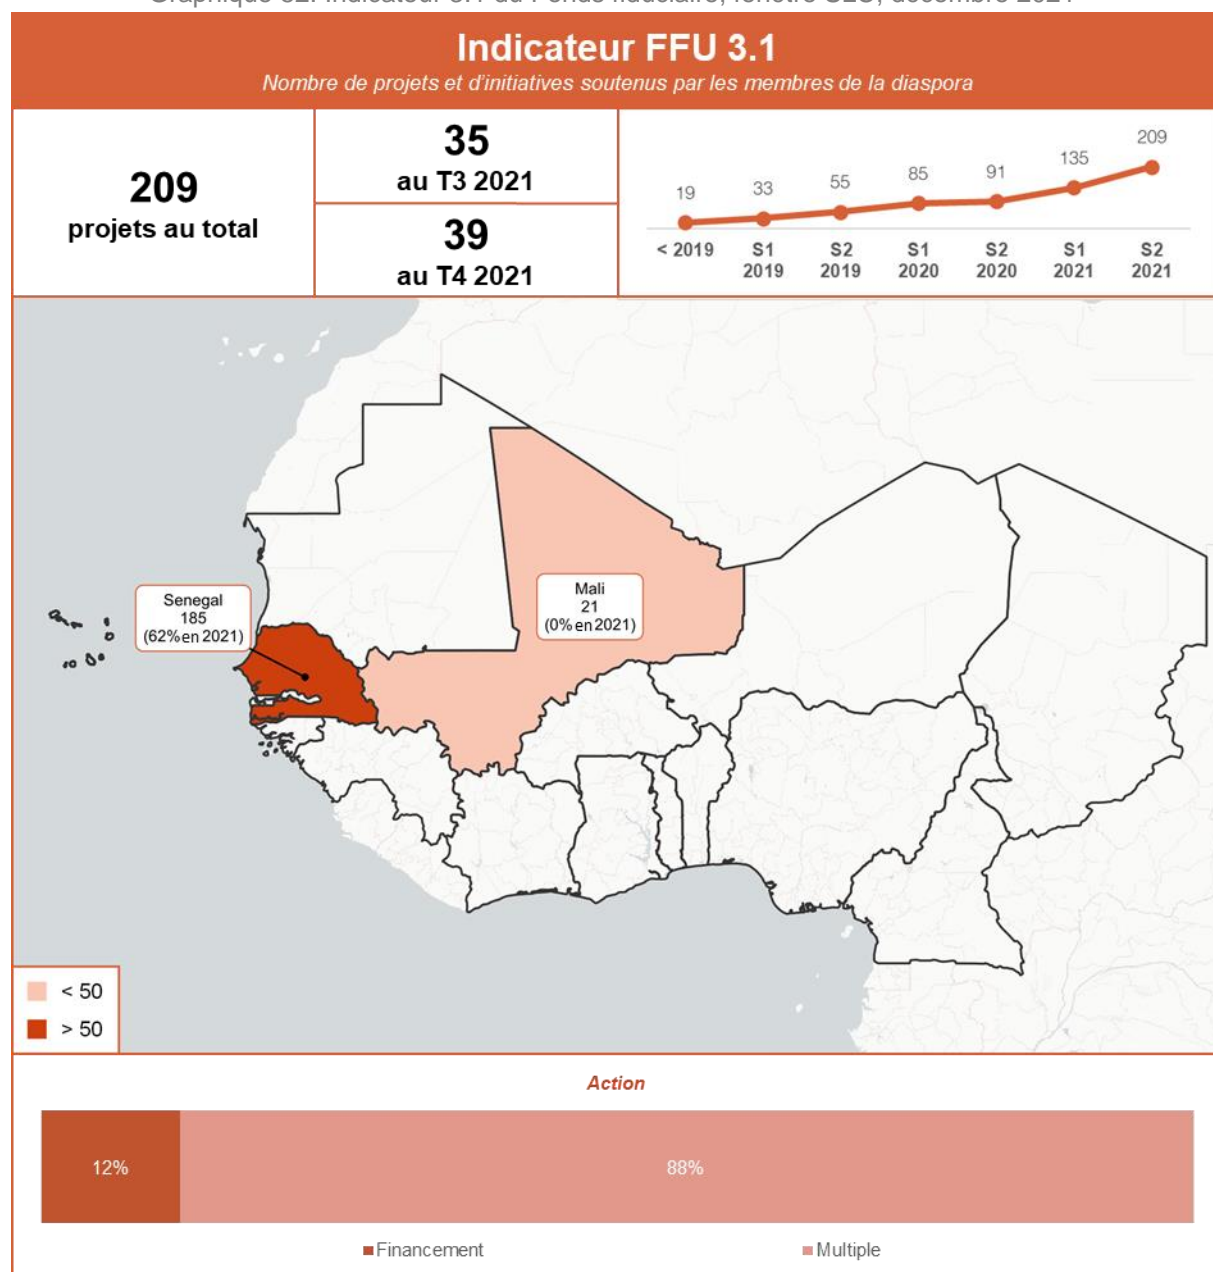 Indicateur FFU 3.1
Nombre de projets et d'initiatives soutenus par les membres de la diaspora
209
projets au total
35
au T3 2021
39
au T4 2021
19
33
55
85
91
135
209
< 2019
S1
2019
S2
2019
S1
2020
S2
2020
S1
2021
S2
2021
Senegal
185
(62% en 2021)
Mali
21
(0% en 2021)
< 50
> 50
Action
12%
88%
Financement
Multiple